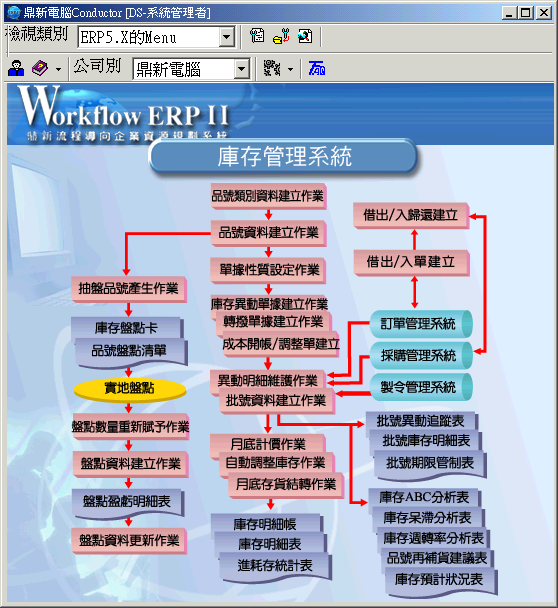 鼎新電腦Conductor [DS-系統管理者]
檢視類別 ERP5.X的Menu
公司別 鼎新電腦
Workflow ERP II
鼎新流程導向企業資源規劃系統
庫存管理系統
品號類別資料建立作業
品號資料建立作業
單據性質設定作業
庫存異動單據建立作業
轉撥單據建立作業
成本開帳/調整單建立
異動明細維護作業
批號資料建立作業
月底計價作業
自動調整庫存作業
月底存貨結轉作業
庫存明細帳
庫存明細表
進耗存統計表
抽盤品號產生作業
庫存盤點卡
品號盤點清單
實地盤點
盤點數量重新賦予作業
盤點資料建立作業
盤點盈虧明細表
盤點資料更新作業
借出/入歸還建立
借出/入單建立
訂單管理系統
採購管理系統
製令管理系統
批號異動追蹤表
批號庫存明細表
批號期限管制表
庫存ABC分析表
庫存呆滯分析表
庫存週轉率分析表
品號再補貨建議表
庫存預計狀況表